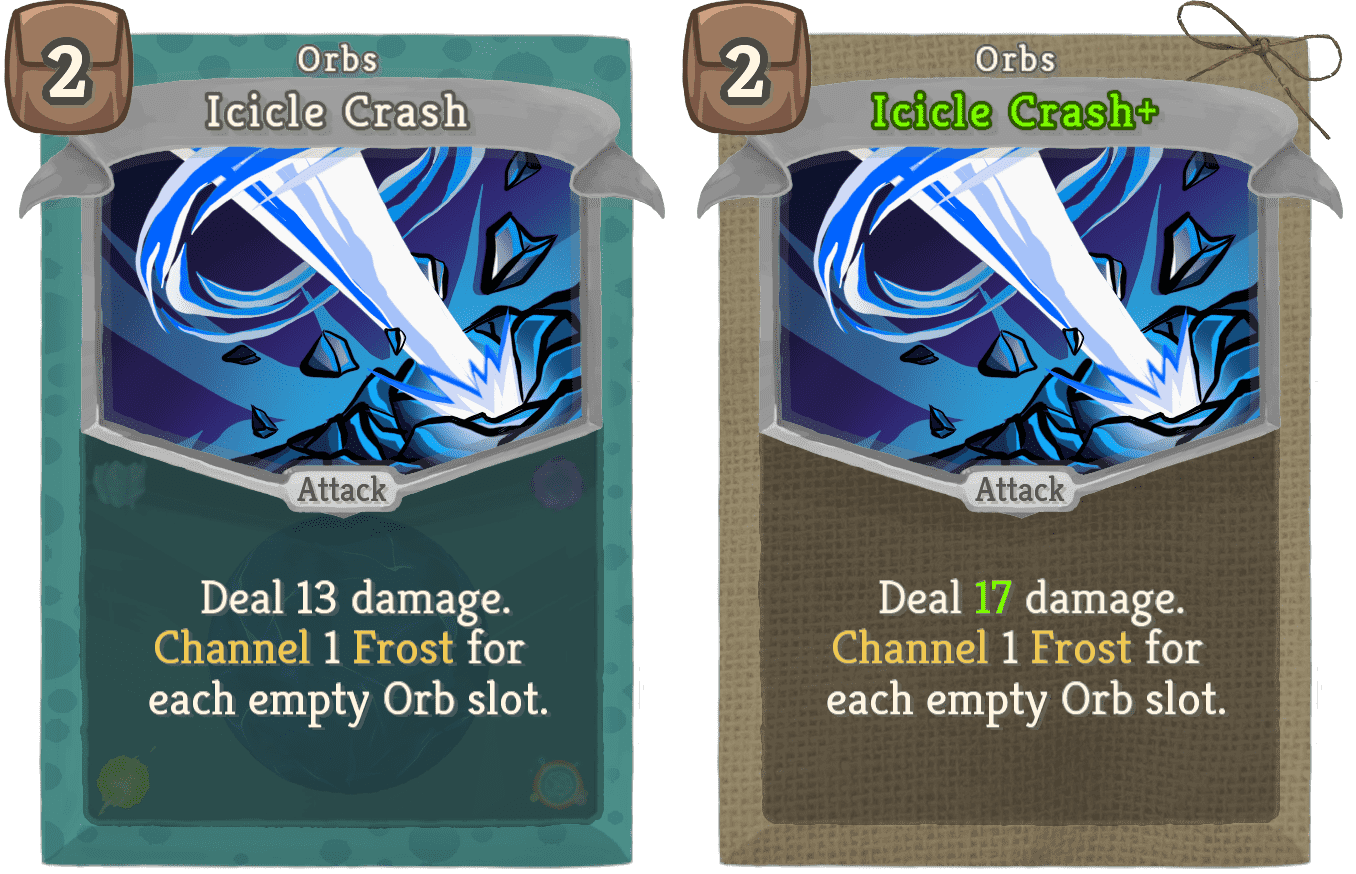 2
Orbs
Icicle Crash
Attack
Deal 13 damage.
Channel 1 Frost for
each empty Orb slot.
2
Orbs
Icicle Crash+
Attack
Deal 17 damage.
Channel 1 Frost for
each empty Orb slot.